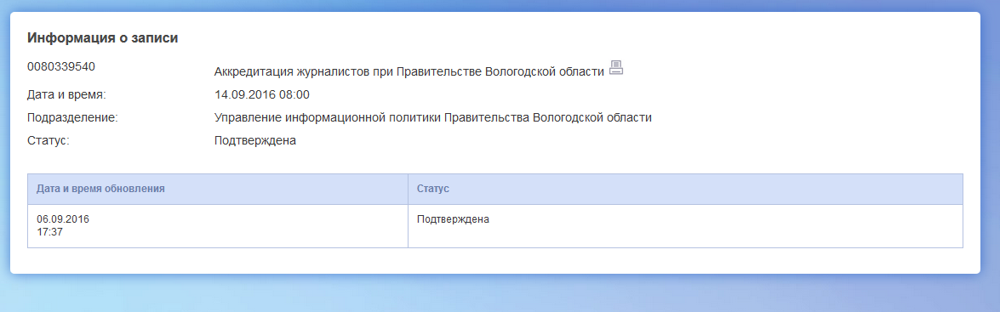 Информация о записи
0080339540 Аккредитация журналистов при Правительстве Вологодской области
Дата и время: 14.09.2016 08:00
Подразделение: Управление информационной политики Правительства Вологодской области
Статус: Подтверждена
Дата и время обновления Статус
06.09.2016 Подтверждена
17:37